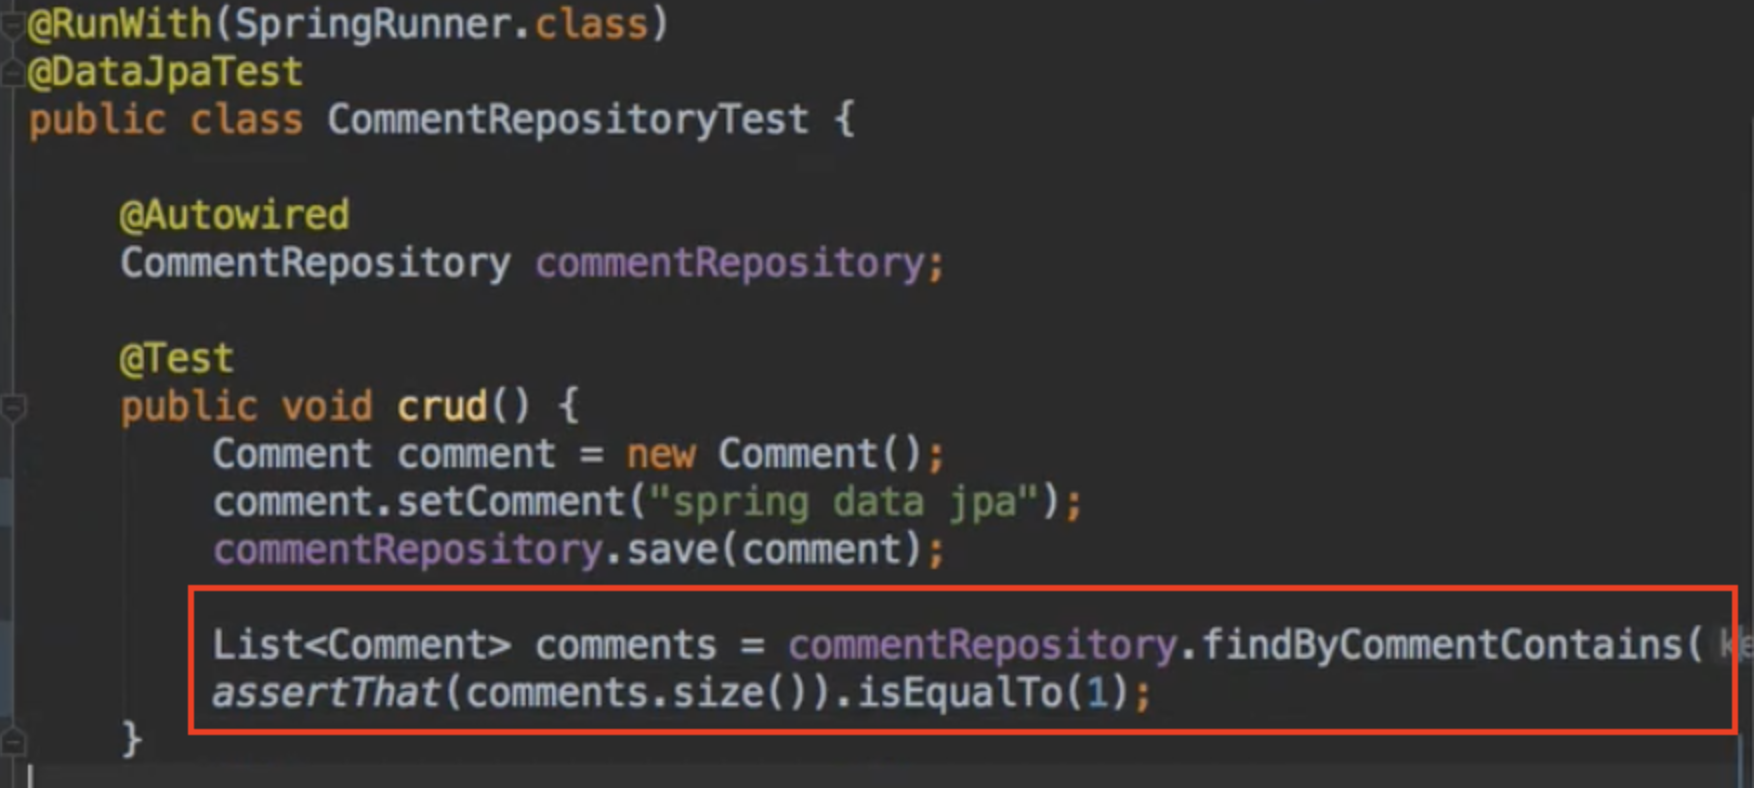 @RunWith(SpringRunner.class)
@DataJpaTest
public class CommentRepositoryTest {
@Autowired
CommentRepository commentRepository;
@Test
public void crud() {
Comment comment = new Comment();
comment.setComment("spring data jpa");
commentRepository.save(comment);
List<Comment> comments = commentRepository.findByCommentContains(
assertThat(comments.size()).isEqualTo(1);
}